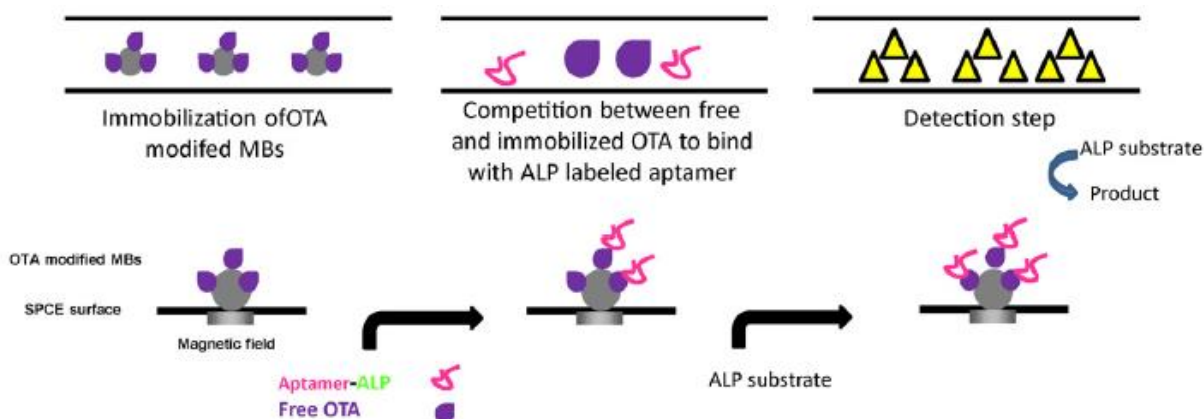 Immobilization ofOTA
modifed MBs
Competition between free
and immobilized OTA to bind
with ALP labeled aptamer
Detection step
ALP substrate
Product
OTA modified MBs
SPCE surface
Magnetic field
Aptamer-ALP
Free OTA
ALP substrate